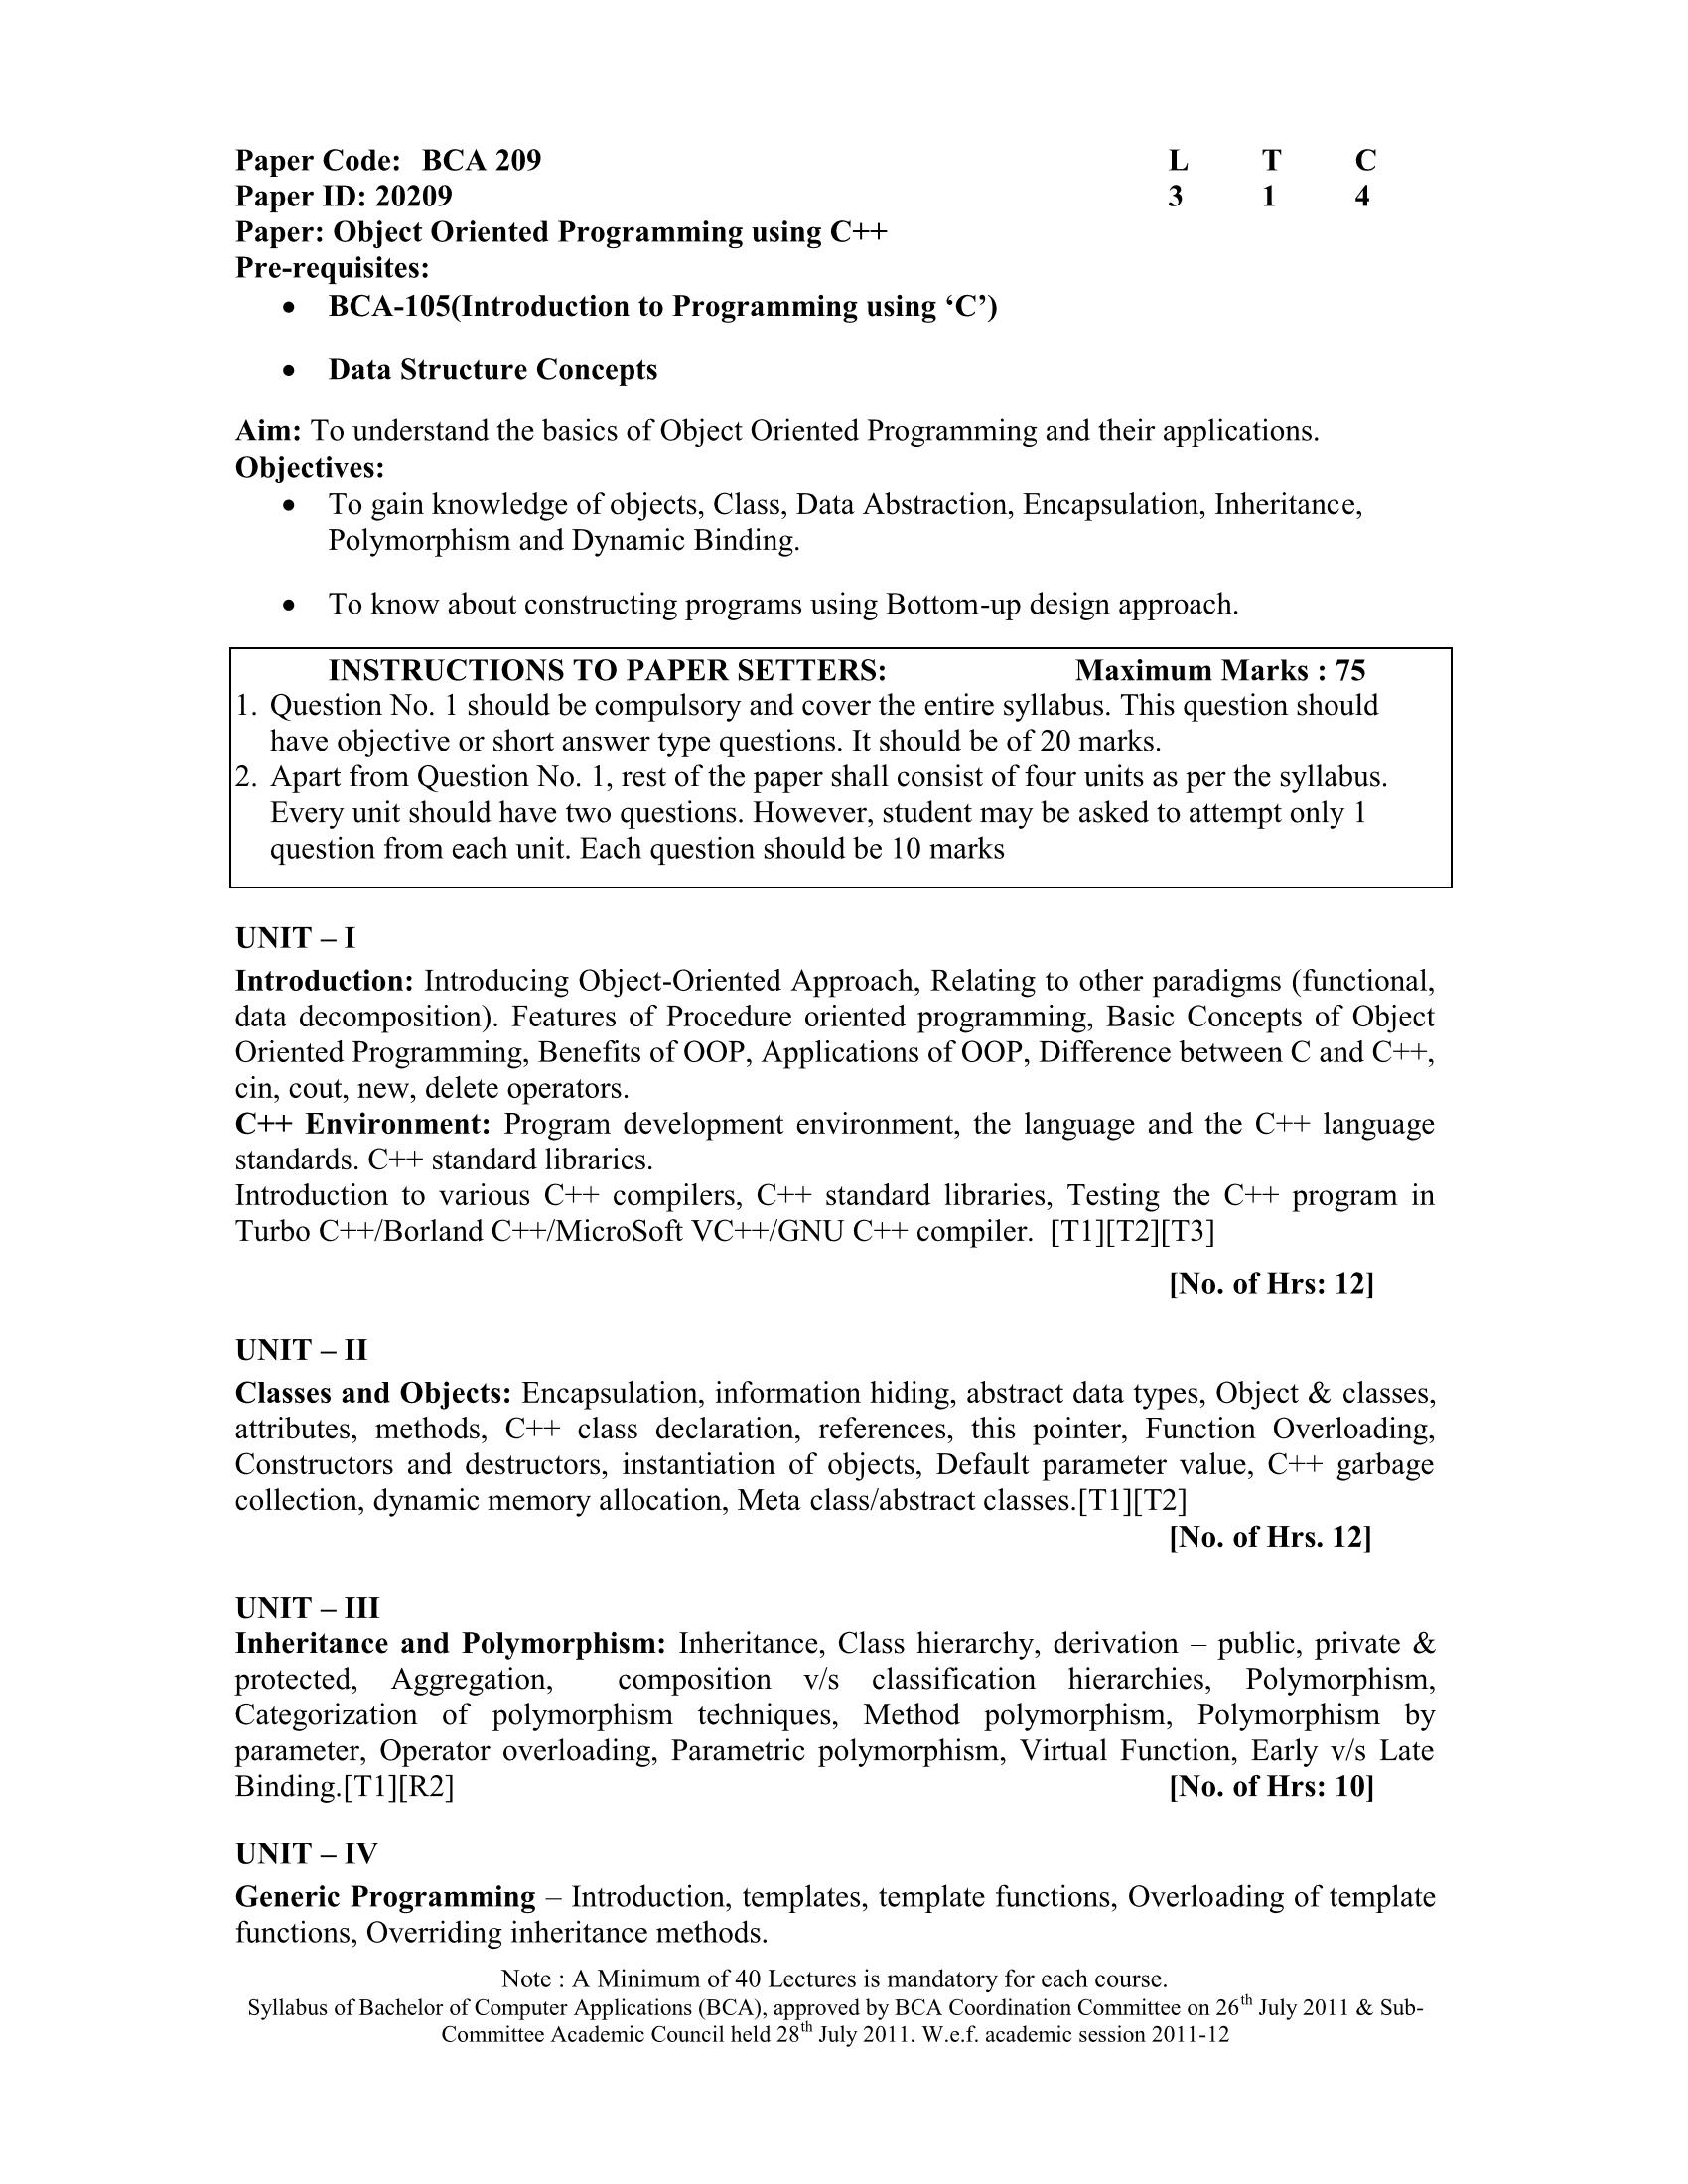 Paper Code: BCA 209 L T C
Paper ID: 20209 3 1 4
Paper: Object Oriented Programming using C++
Pre-requisites:
• BCA-105(Introduction to Programming using ‘C’)
• Data Structure Concepts
Aim: To understand the basics of Object Oriented Programming and their applications.
Objectives:
• To gain knowledge of objects, Class, Data Abstraction, Encapsulation, Inheritance,
Polymorphism and Dynamic Binding.
• To know about constructing programs using Bottom-up design approach.
INSTRUCTIONS TO PAPER SETTERS: Maximum Marks : 75
1. Question No. 1 should be compulsory and cover the entire syllabus. This question should
have objective or short answer type questions. It should be of 20 marks.
2. Apart from Question No. 1, rest of the paper shall consist of four units as per the syllabus.
Every unit should have two questions. However, student may be asked to attempt only 1
question from each unit. Each question should be 10 marks
UNIT – I
Introduction: Introducing Object-Oriented Approach, Relating to other paradigms (functional,
data decomposition). Features of Procedure oriented programming, Basic Concepts of Object
Oriented Programming, Benefits of OOP, Applications of OOP, Difference between C and C++,
cin, cout, new, delete operators.
C++ Environment: Program development environment, the language and the C++ language
standards. C++ standard libraries.
Introduction to various C++ compilers, C++ standard libraries, Testing the C++ program in
Turbo C++/Borland C++/MicroSoft VC++/GNU C++ compiler. [T1][T2][T3]
[No. of Hrs: 12]
UNIT – II
Classes and Objects: Encapsulation, information hiding, abstract data types, Object & classes,
attributes, methods, C++ class declaration, references, this pointer, Function Overloading,
Constructors and destructors, instantiation of objects, Default parameter value, C++ garbage
collection, dynamic memory allocation, Meta class/abstract classes.[T1][T2]
[No. of Hrs. 12]
UNIT – III
Inheritance and Polymorphism: Inheritance, Class hierarchy, derivation – public, private &
protected, Aggregation, composition v/s classification hierarchies, Polymorphism,
Categorization of polymorphism techniques, Method polymorphism, Polymorphism by
parameter, Operator overloading, Parametric polymorphism, Virtual Function, Early v/s Late
Binding.[T1][R2] [No. of Hrs: 10]
UNIT – IV
Generic Programming – Introduction, templates, template functions, Overloading of template
functions, Overriding inheritance methods.
Note : A Minimum of 40 Lectures is mandatory for each course.
Syllabus of Bachelor of Computer Applications (BCA), approved by BCA Coordination Committee on 26th July 2011 & Sub-
Committee Academic Council held 28th July 2011. W.e.f. academic session 2011-12